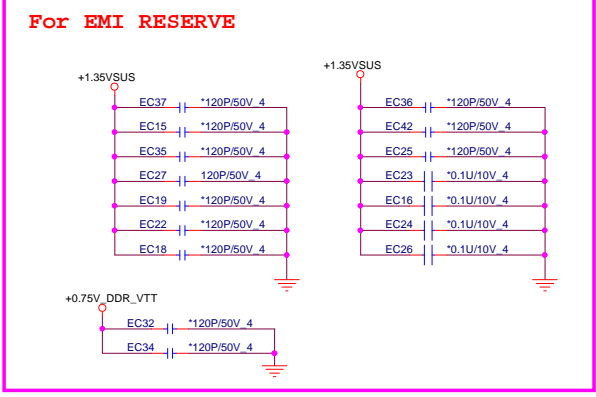 For EMI RESERVE
+1.35VSUS
EC37 *120P/50V_4
EC15 *120P/50V_4
EC35 *120P/50V_4
EC27 120P/50V_4
EC19 *120P/50V_4
EC22 *120P/50V_4
EC18 *120P/50V_4
+1.35VSUS
EC36 *120P/50V_4
EC42 *120P/50V_4
EC25 *120P/50V_4
EC23 *0.1U/10V_4
EC16 *0.1U/10V_4
EC24 *0.1U/10V_4
EC26 *0.1U/10V_4
+0.75V_DDR_VTT
EC32 *120P/50V_4
EC34 *120P/50V_4